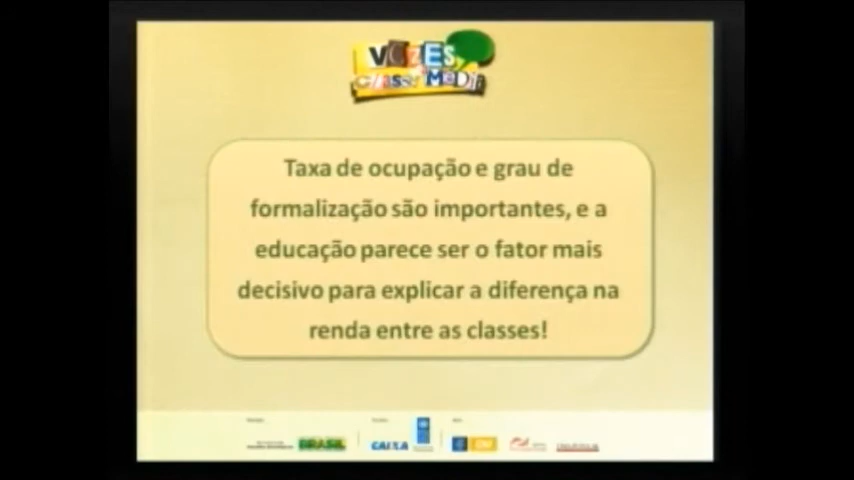 VOZES
classe MéDia
Taxa de ocupação e grau de
formalização são importantes, e a
educação parece ser o fator mais
decisivo para explicar a diferença na
renda entre as classes!
BRASIL
CAIXA